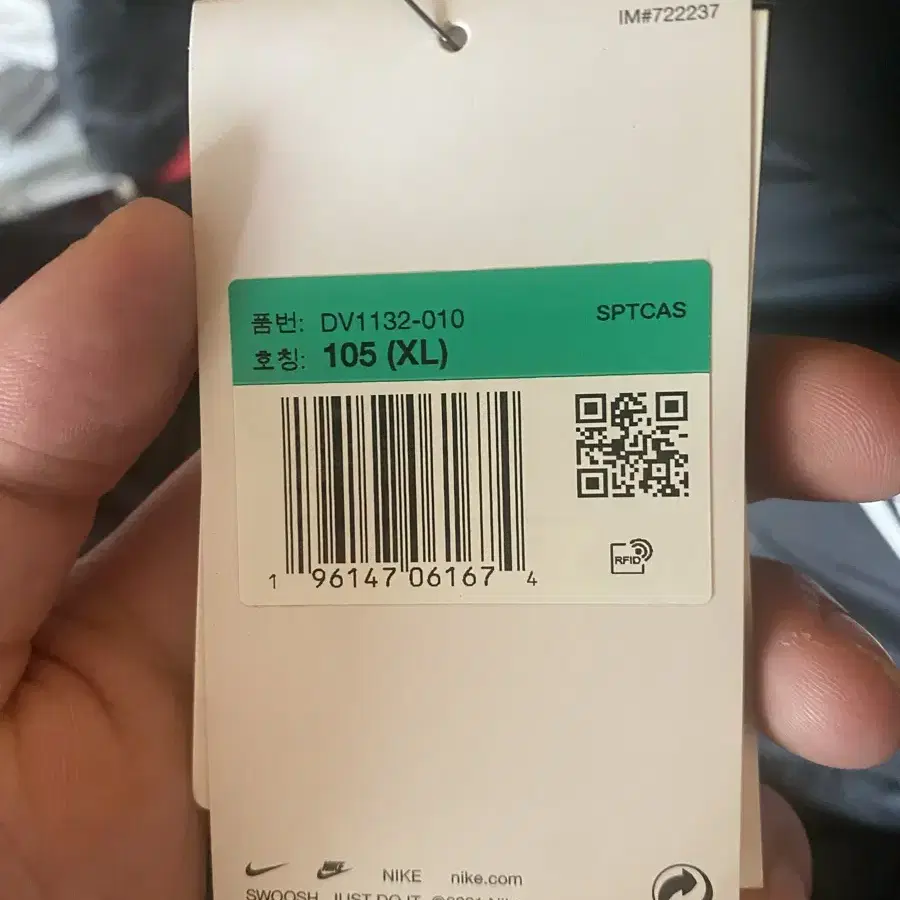 IM#722237
품번: DV1132-010
SPTCAS
호칭: 105 (XL)
1 96147 06167 4
RFID
NIKE nike.com
SWOOSH JUST DO IT